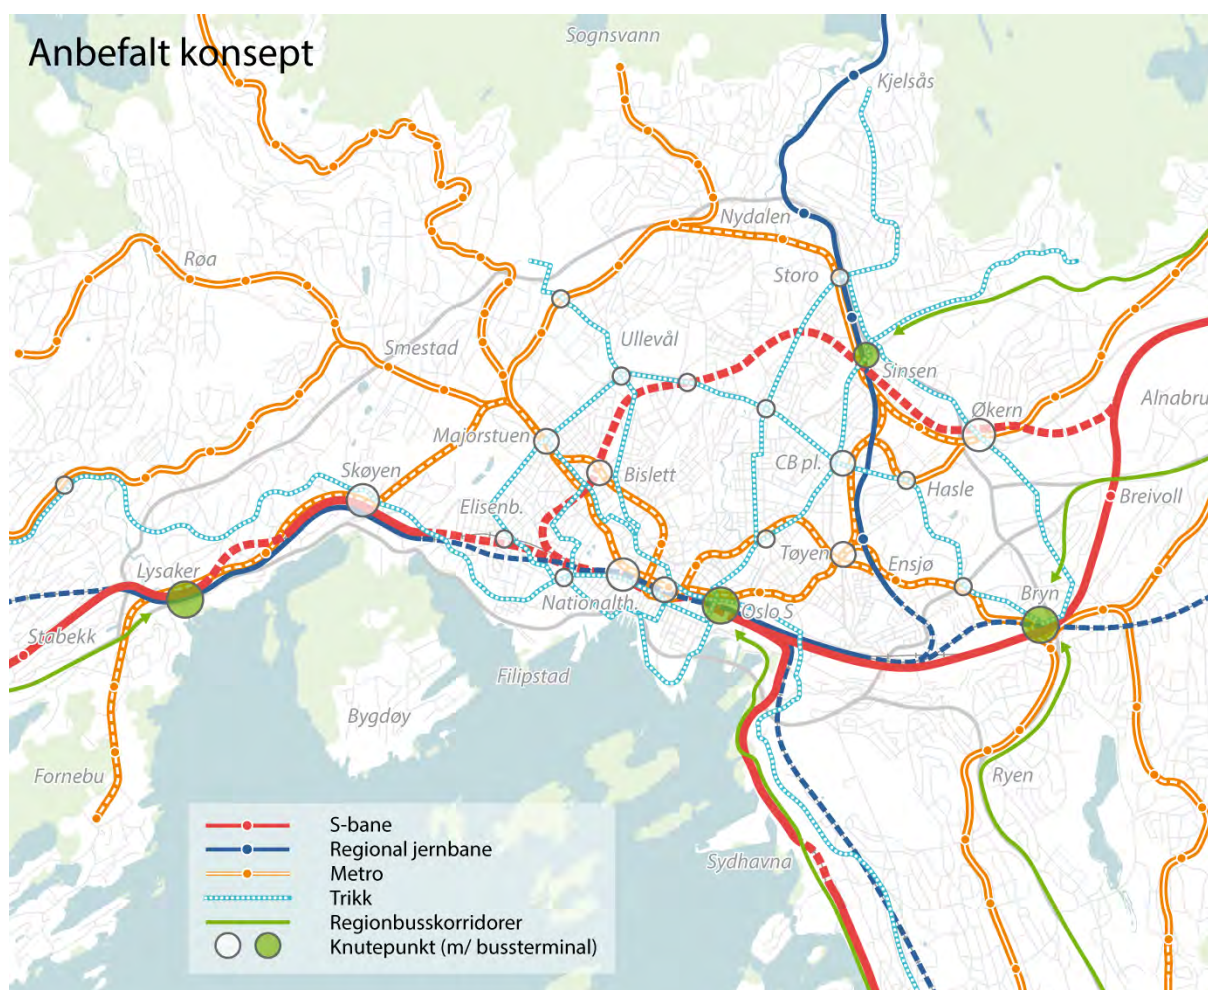 Anbefalt konsept
Sognsvann
Kjelsås
Nydalen
Røa
Storo
Smestad
Ullevål
Sinsen
Alnabru
Økern
Majorstuen
Bislett
CB pl.
Skøyen
Hasle
Breivoll
Elisenb.
Tøyen
Ensjø
Lysaker
Bryn
Nationalth.
Oslo S
Stabekk
Filipstad
Bygdøy
Fornebu
Ryen
Sydhavna
S-bane
Regional jernbane
Metro
Trikk
Regionbusskorridorer
Knutepunkt (m/ bussterminal)